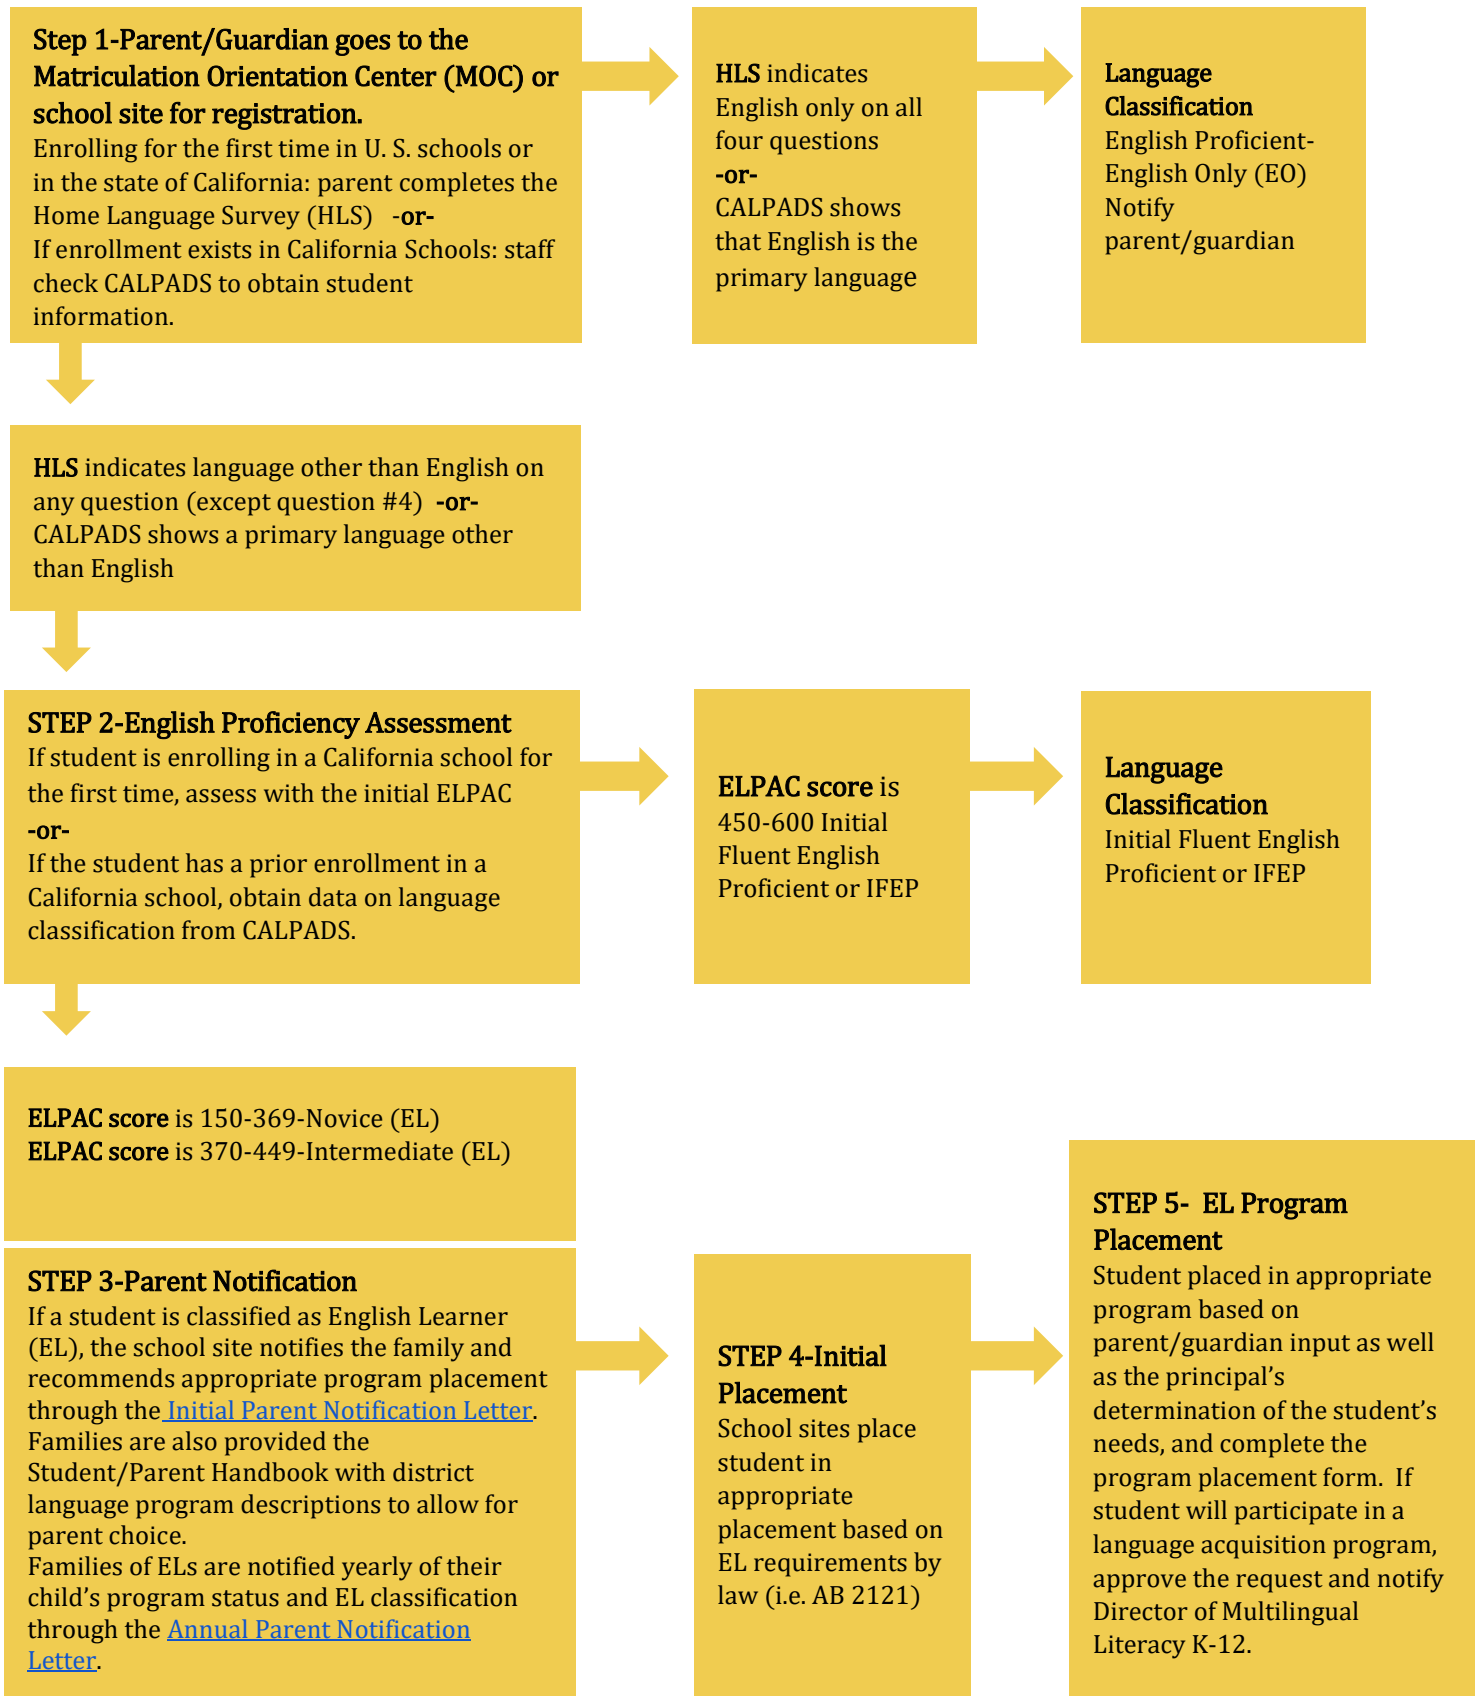 Step 1-Parent/Guardian goes to the
Matriculation Orientation Center (MOC) or
school site for registration.
Enrolling for the first time in U. S. schools or
in the state of California: parent completes the
Home Language Survey (HLS) -or-
If enrollment exists in California Schools: staff
check CALPADS to obtain student
information.
HLS indicates
English only on all
four questions
-or-
CALPADS shows
that English is the
primary language
Language
Classification
English Proficient-
English Only (EO)
Notify
parent/guardian
HLS indicates language other than English on
any question (except question #4) -or-
CALPADS shows a primary language other
than English
STEP 2-English Proficiency Assessment
If student is enrolling in a California school for
the first time, assess with the initial ELPAC
-or-
If the student has a prior enrollment in a
California school, obtain data on language
classification from CALPADS.
ELPAC score is
450-600 Initial
Fluent English
Proficient or IFEP
Language
Classification
Initial Fluent English
Proficient or IFEP
ELPAC score is 150-369-Novice (EL)
ELPAC score is 370-449-Intermediate (EL)
STEP 3-Parent Notification
If a student is classified as English Learner
(EL), the school site notifies the family and
recommends appropriate program placement
through the Initial Parent Notification Letter.
Families are also provided the
Student/Parent Handbook with district
language program descriptions to allow for
parent choice.
Families of ELs are notified yearly of their
child's program status and EL classification
through the Annual Parent Notification
Letter.
STEP 4-Initial
Placement
School sites place
student in
appropriate
placement based on
EL requirements by
law (i.e. AB 2121)
STEP 5- EL Program
Placement
Student placed in appropriate
program based on
parent/guardian input as well
as the principal's
determination of the student's
needs, and complete the
program placement form. If
student will participate in a
language acquisition program,
approve the request and notify
Director of Multilingual
Literacy K-12.